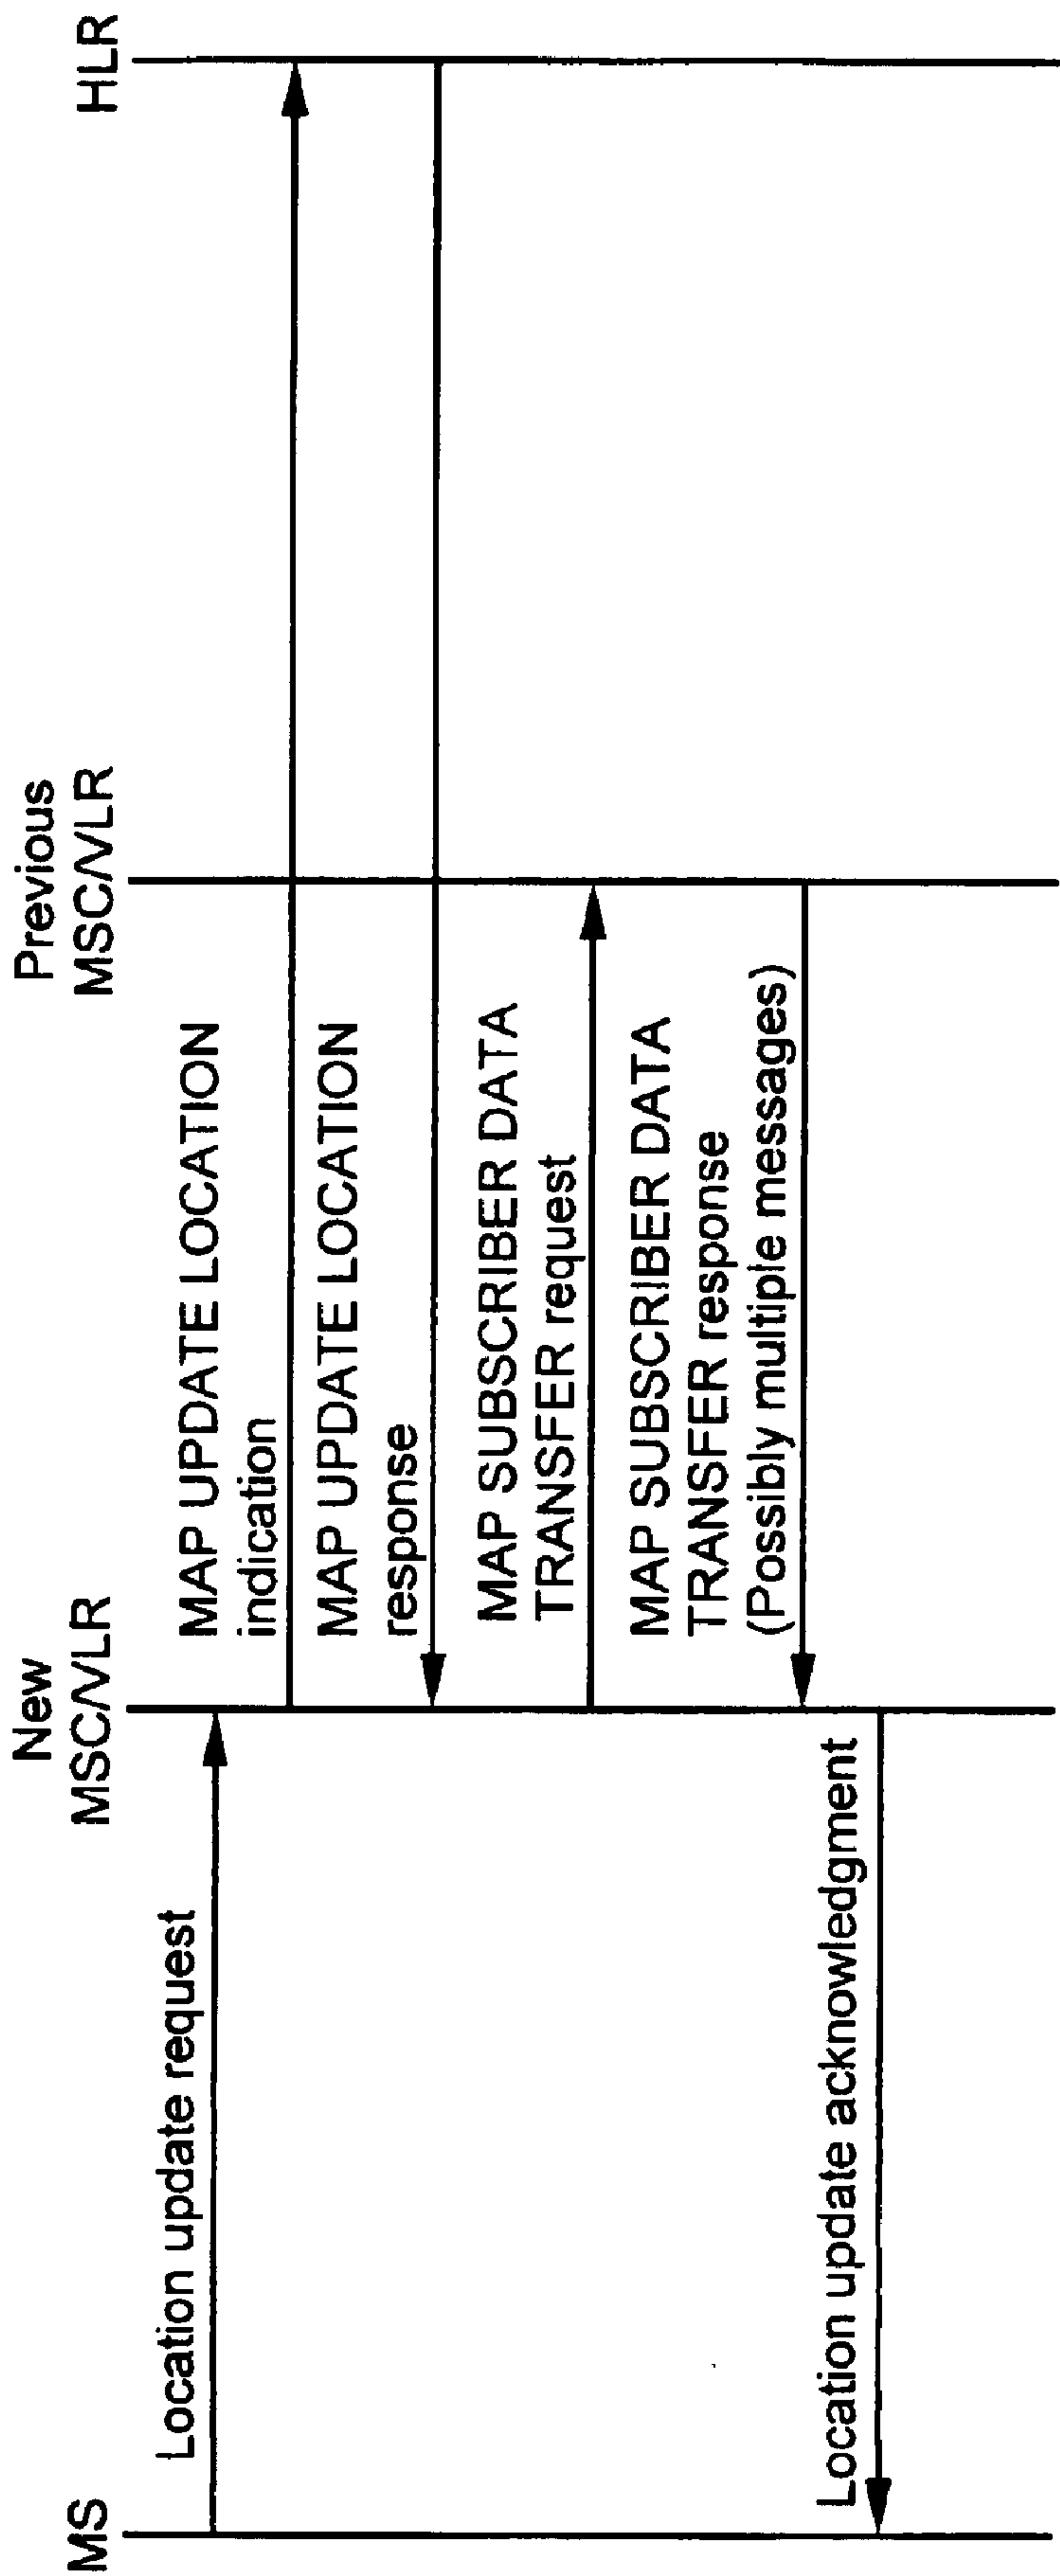 MS
New
MSC/VLR
Previous
MSC/VLR
HLR
Location update request
MAP UPDATE LOCATION
indication
MAP UPDATE LOCATION
response
MAP SUBSCRIBER DATA
TRANSFER request
MAP SUBSCRIBER DATA
TRANSFER response
(Possibly multiple messages)
Location update acknowledgment